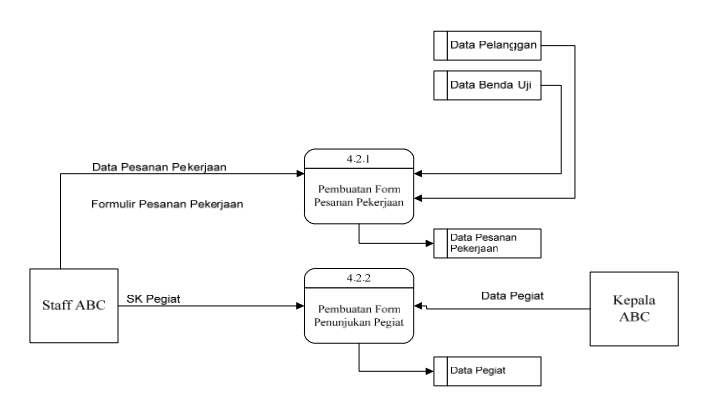 Data Pelanggan
Data Benda Uji
4.2.1
Data Pesanan Pekerjaan
Pembuatan Form
Pesanan Pekerjaan
Formulir Pesanan Pekerjaan
Data Pesanan
Pekerjaan
4.2.2
Staff ABC
SK Pegiat
Pembuatan Form
Penunjukan Pegiat
Data Pegiat
Kepala
ABC
Data Pegiat